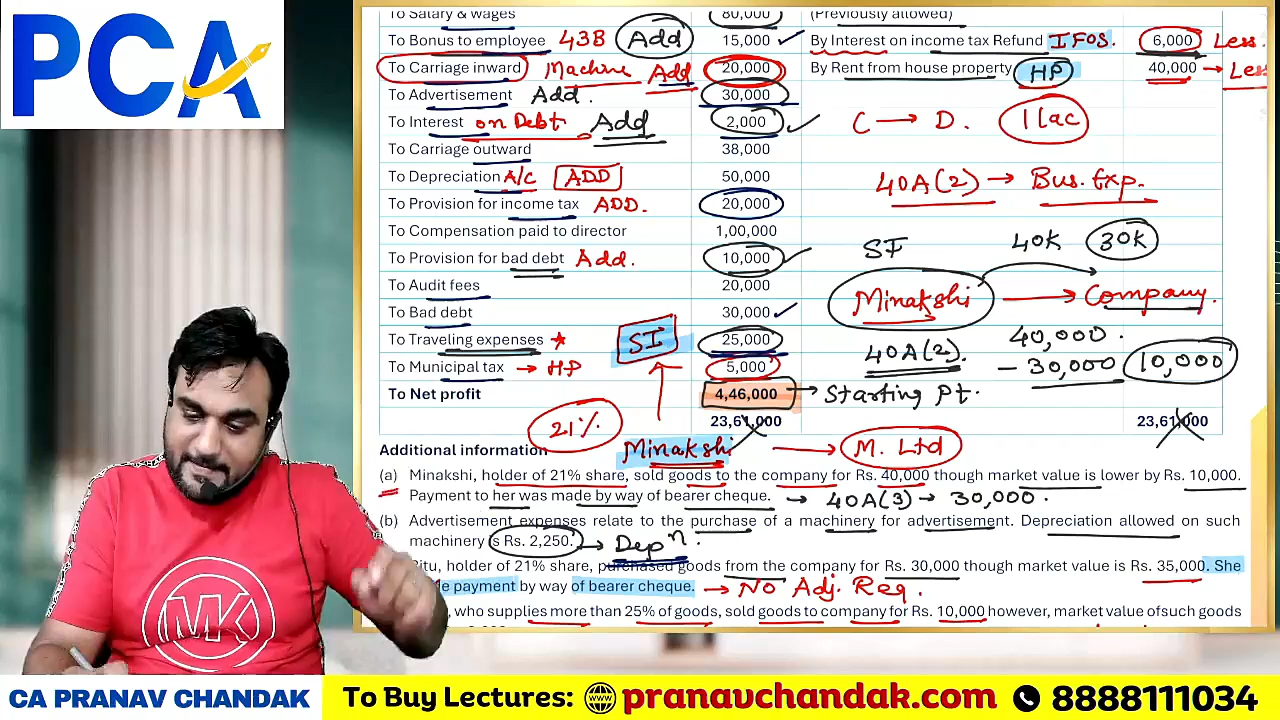 PCA
To Salary & wages 80,000 (Previously allowed)
To Bonus to employee 43B Add 15,000 By Interest on income tax Refund IFOS. 6,000 Less.
To Carriage inward Machine Add 20,000 By Rent from house property HP 40,000 → Less
To Advertisement Add. 30,000
To Interest on Debt Add 2,000 C → D. 1 lac
To Carriage outward 38,000
To Depreciation A/C ADD 50,000 40A(2) → Bus. Exp.
To Provision for income tax ADD. 20,000
To Compensation paid to director 1,00,000 SI 40K 30K
To Provision for bad debt Add. 10,000
To Audit fees 20,000 Minakshi → Company.
To Bad debt 30,000
To Traveling expenses SI 25,000 40A(2). 40,000
To Municipal tax → HP 5,000 - 30,000 10,000
To Net profit 4,46,000 → Starting Pt.
23,61,000 23,61,000
21% Minakshi → M. Ltd
Additional information
(a) Minakshi, holder of 21% share, sold goods to the company for Rs. 40,000 though market value is lower by Rs. 10,000.
Payment to her was made by way of bearer cheque. → 40A(3) → 30,000.
(b) Advertisement expenses relate to the purchase of a machinery for advertisement. Depreciation allowed on such
machinery is Rs. 2,250. → Depⁿ.
itu, holder of 21% share, purchased goods from the company for Rs. 30,000 though market value is Rs. 35,000. She
payment by way of bearer cheque. → No Adj. Req.
, who supplies more than 25% of goods, sold goods to company for Rs. 10,000 however, market value of such goods
MK
CA PRANAV CHANDAK To Buy Lectures: pranavchandak.com 8888111034